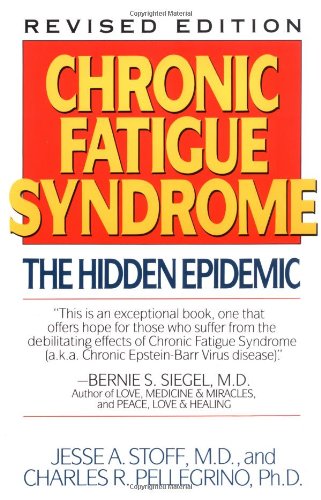 REVISED EDITION
CHRONIC
FATIGUE
SYNDROME
THE HIDDEN EPIDEMIC
"This is an exceptional book, one that
offers hope for those who suffer from the
debilitating effects of Chronic Fatigue Syndrome
(a.k.a. Chronic Epstein-Barr Virus disease)."
—BERNIE S. SIEGEL, M.D.
Author of LOVE, MEDICINE & MIRACLES,
and PEACE, LOVE & HEALING
JESSE A. STOFF, M.D., and
CHARLES R. PELLEGRINO, Ph.D.